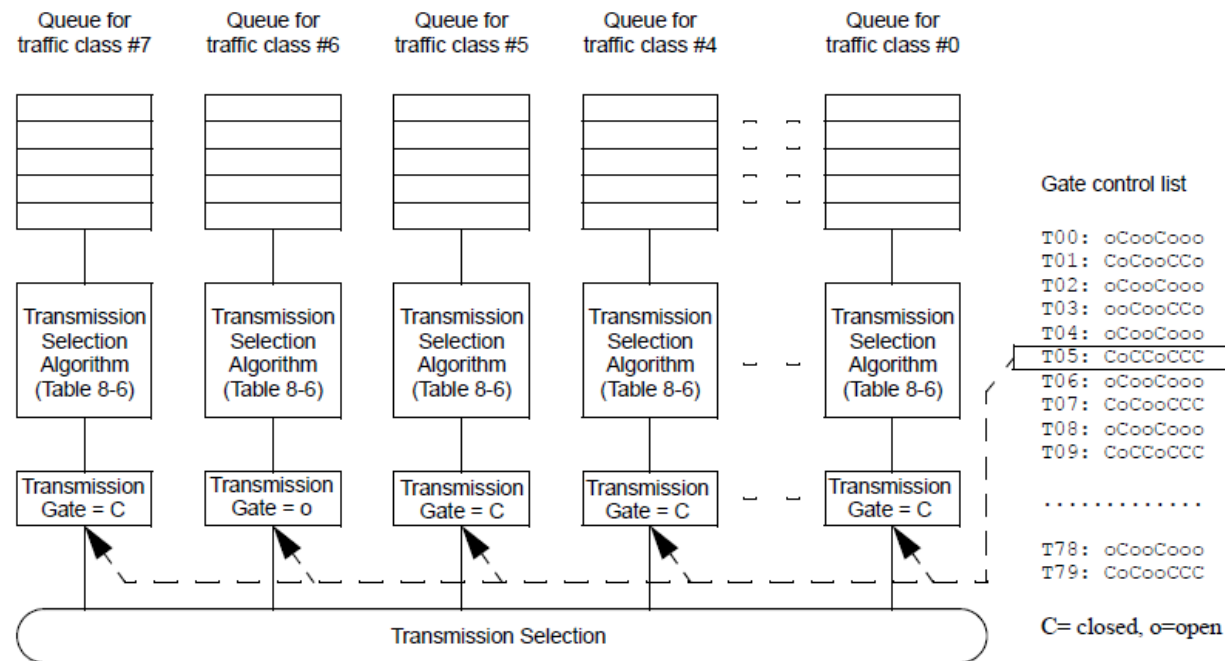 Queue for
traffic class #7
Queue for
traffic class #6
Queue for
traffic class #5
Queue for
traffic class #4
Queue for
traffic class #0
Transmission
Selection
Algorithm
(Table 8-6)
Transmission
Selection
Algorithm
(Table 8-6)
Transmission
Selection
Algorithm
(Table 8-6)
Transmission
Selection
Algorithm
(Table 8-6)
Transmission
Selection
Algorithm
(Table 8-6)
Transmission
Gate = C
Transmission
Gate = o
Transmission
Gate = C
Transmission
Gate = C
Transmission
Gate = C
Transmission Selection
Gate control list
T00: oCooCooo
T01: CoCooCCo
T02: oCooCooo
T03: ooCooCCo
T04: oCooCooo
T05: CoCCoCCC
T06: oCooCooo
T07: CoCooCCC
T08: oCooCooo
T09: CoCCoCCC
.............
T78: oCooCooo
T79: CoCooCCC
C= closed, o=open